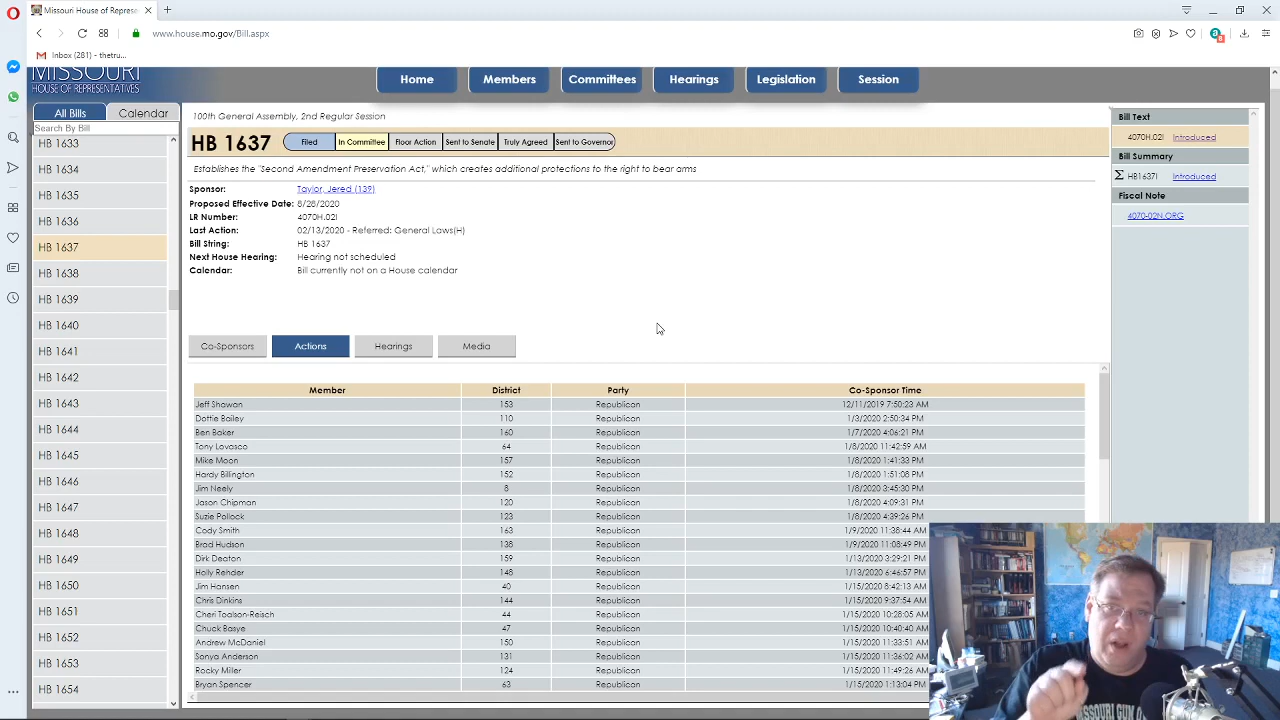 Missouri House of Represe
www.house.mo.gov/Bill.aspx
8
Inbox (281) - thetru...
MISSOURI
HOUSE OF REPRESENTATIVES
Home
Members
Committees
Hearings
Legislation
Session
All Bills
Calendar
Search By Bill
HB 1633
HB 1634
HB 1635
HB 1636
HB 1637
HB 1638
HB 1639
HB 1640
HB 1641
HB 1642
HB 1643
HB 1644
HB 1645
HB 1646
HB 1647
HB 1648
HB 1649
HB 1650
HB 1651
HB 1652
HB 1653
HB 1654
100th General Assembly, 2nd Regular Session
HB 1637
Filed
In Committee
Floor Action
Sent to Senate
Truly Agreed
Sent to Governor
Establishes the "Second Amendment Preservation Act," which creates additional protections to the right to bear arms
Sponsor: Taylor, Jered (139)
Proposed Effective Date: 8/28/2020
LR Number: 4070H.02I
Last Action: 02/13/2020 - Referred: General Laws(H)
Bill String: HB 1637
Next House Hearing: Hearing not scheduled
Calendar: Bill currently not on a House calendar
Co-Sponsors
Actions
Hearings
Media
Member District Party Co-Sponsor Time
Jeff Shawan 153 Republican 12/11/2019 7:50:23 AM
Dottie Bailey 110 Republican 1/3/2020 2:50:34 PM
Ben Baker 160 Republican 1/7/2020 4:06:21 PM
Tony Lovasco 64 Republican 1/8/2020 11:42:59 AM
Mike Moon 157 Republican 1/8/2020 1:41:33 PM
Hardy Billington 152 Republican 1/8/2020 1:51:08 PM
Jim Neely 8 Republican 1/8/2020 3:45:30 PM
Jason Chipman 120 Republican 1/8/2020 4:09:31 PM
Suzie Pollock 123 Republican 1/8/2020 4:39:26 PM
Cody Smith 163 Republican 1/9/2020 11:38:44 AM
Brad Hudson 138 Republican 1/9/2020 11:08:49 PM
Dirk Deaton 159 Republican 1/13/2020 3:29:21 PM
Holly Rehder 148 Republican 1/13/2020 6:46:57 PM
Jim Hansen 40 Republican 1/15/2020 8:42:13 AM
Chris Dinkins 144 Republican 1/15/2020 9:37:54 AM
Cheri Toalson-Reisch 44 Republican 1/15/2020 10:28:05 AM
Chuck Basye 47 Republican 1/15/2020 10:40:40 AM
Andrew McDaniel 150 Republican 1/15/2020 11:33:51 AM
Sonya Anderson 131 Republican 1/15/2020 11:36:02 AM
Rocky Miller 124 Republican 1/15/2020 11:49:26 AM
Bryan Spencer 63 Republican 1/15/2020 1:13:04 PM
Bill Text
4070H.02I Introduced
Bill Summary
Σ HB1637I Introduced
Fiscal Note
4070-02N.ORG
MISSOURI GUN